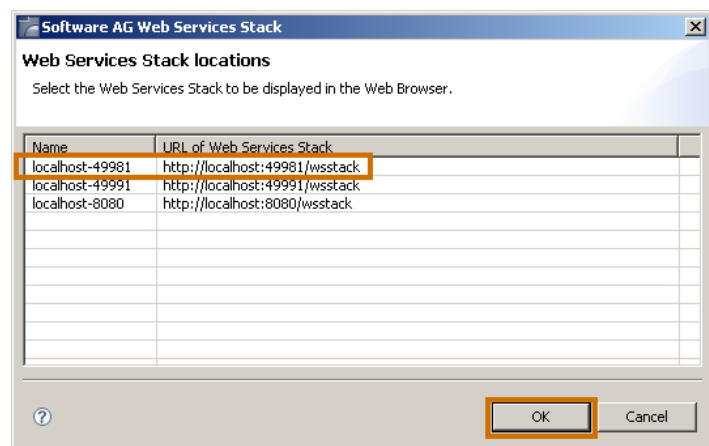 Software AG Web Services Stack
Web Services Stack locations
Select the Web Services Stack to be displayed in the Web Browser.
Name URL of Web Services Stack
localhost-49981 http://localhost:49981/wsstack
localhost-49991 http://localhost:49991/wsstack
localhost-8080 http://localhost:8080/wsstack
? OK Cancel